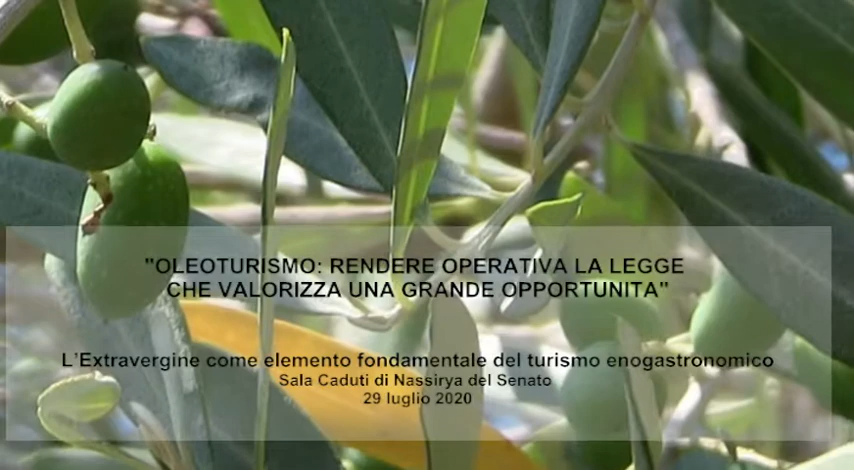 "OLEOTURISMO: RENDERE OPERATIVA LA LEGGE
CHE VALORIZZA UNA GRANDE OPPORTUNITA"
L'Extravergine come elemento fondamentale del turismo enogastronomico
Sala Caduti di Nassirya del Senato
29 luglio 2020